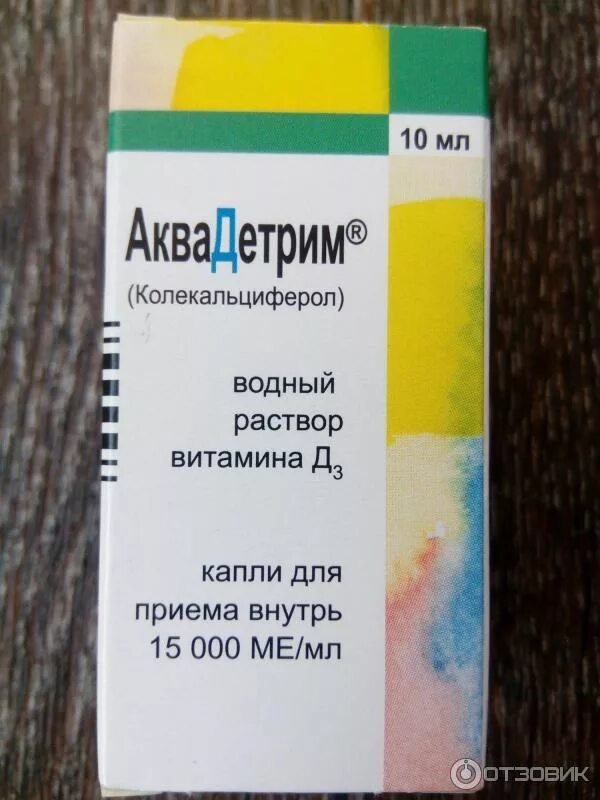 10 мл
АкваДетрим®
(Колекальциферол)
водный
раствор
витамина Д₃
капли для
приема внутрь
15 000 МЕ/мл
ОТЗОВИК